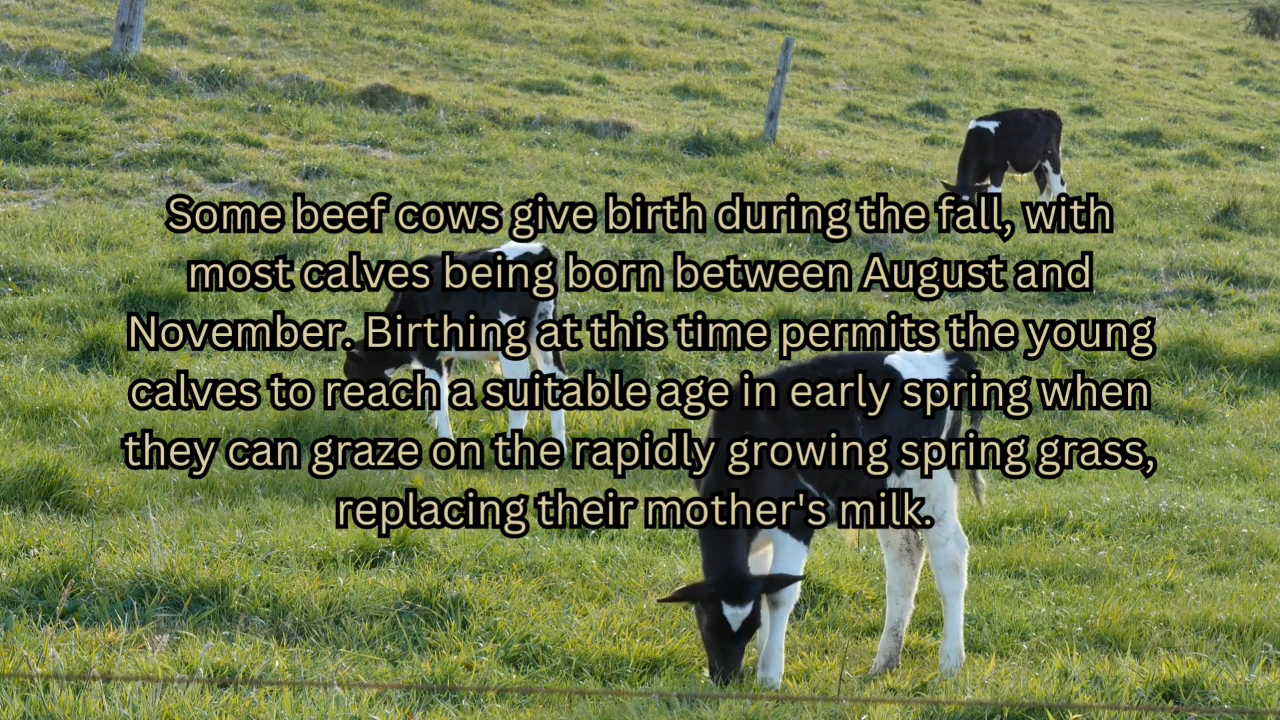 Some beef cows give birth during the fall, with
most calves being born between August and
November. Birthing at this time permits the young
calves to reach a suitable age in early spring when
they can graze on the rapidly growing spring grass,
replacing their mother's milk.